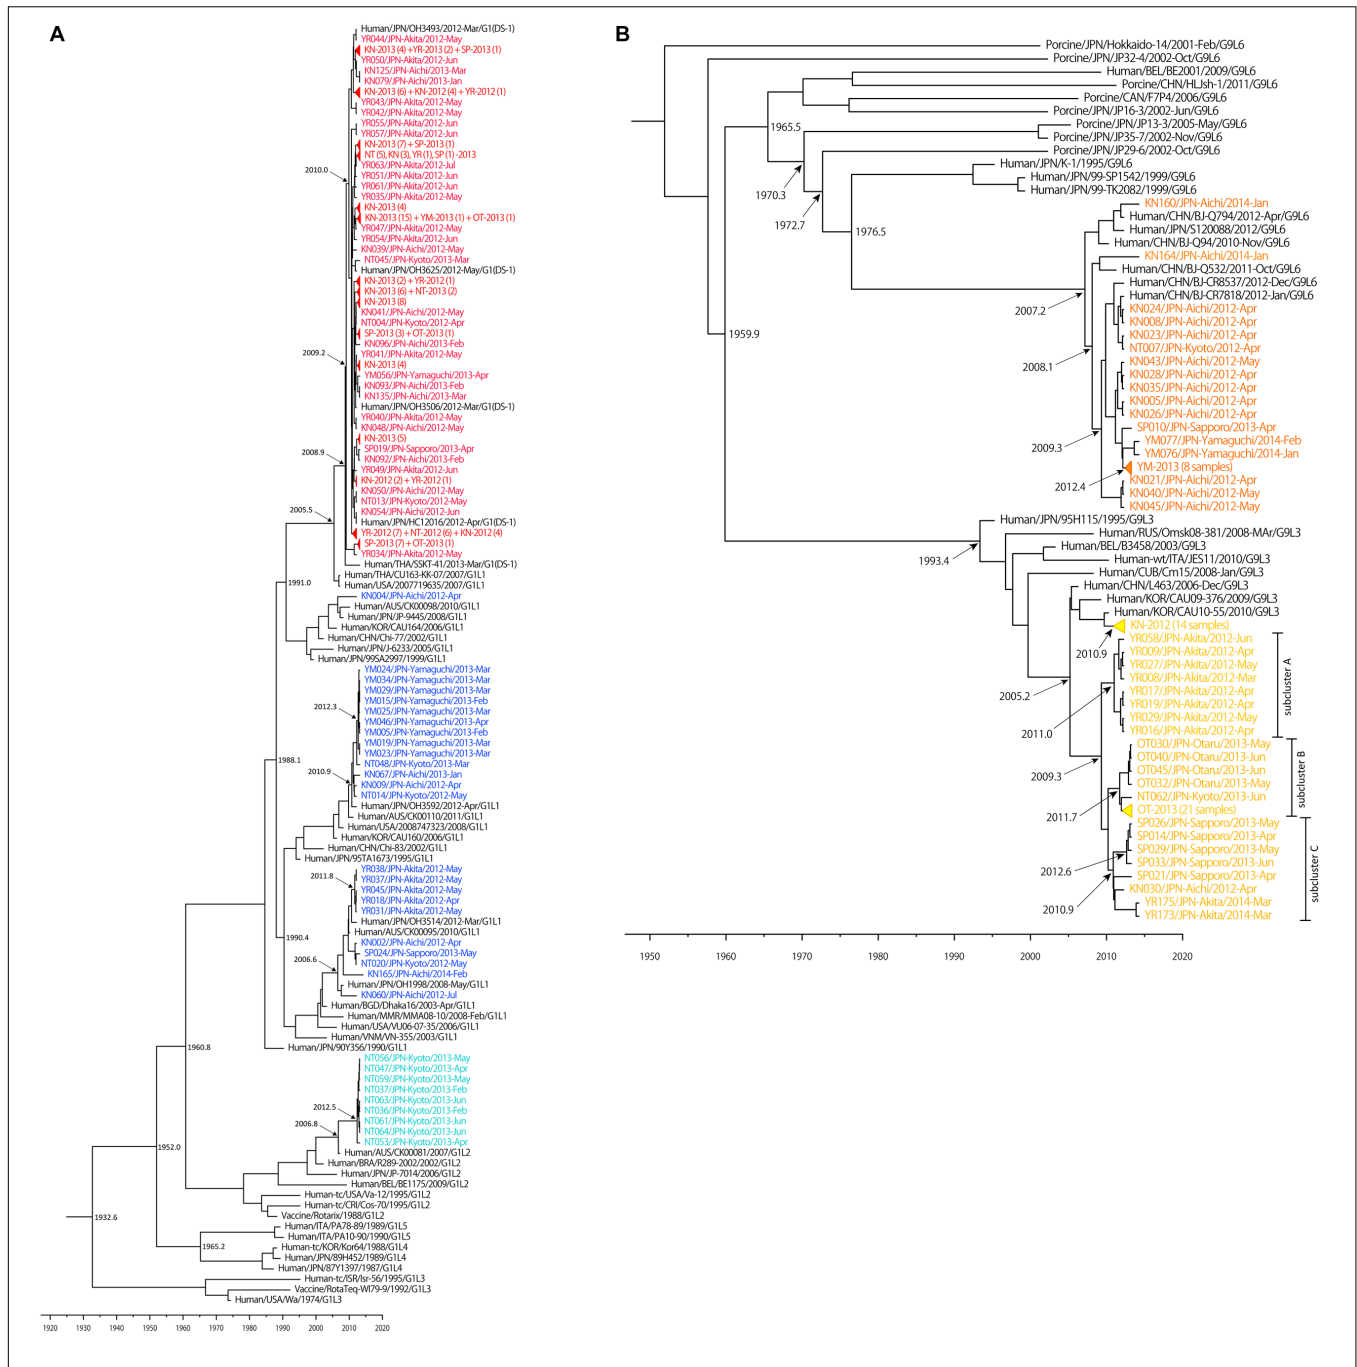 A
Human/JPN/OH3493/2012-Mar/G1(DS-1)
YR044/JPN-Akita/2012-May
KN-2013 (4) +YR-2013 (2) + SP-2013 (1)
YR050/JPN-Akita/2012-Jun
KN125/JPN-Aichi/2013-Mar
KN079/JPN-Aichi/2013-Jan
KN-2013 (6) + KN-2012 (4) + YR-2012 (1)
YR043/JPN-Akita/2012-May
YR042/JPN-Akita/2012-May
YR055/JPN-Akita/2012-Jun
YR057/JPN-Akita/2012-Jun
KN-2013 (7) + SP-2013 (1)
NT (5), KN (3), YR (1), SP (1) -2013
YR063/JPN-Akita/2012-Jul
2010.0
YR051/JPN-Akita/2012-Jun
YR061/JPN-Akita/2012-Jun
YR035/JPN-Akita/2012-May
KN-2013 (4)
KN-2013 (15) + YM-2013 (1) + OT-2013 (1)
YR047/JPN-Akita/2012-May
YR054/JPN-Akita/2012-Jun
KN039/JPN-Aichi/2012-May
NT045/JPN-Kyoto/2013-Mar
Human/JPN/OH3625/2012-May/G1(DS-1)
KN-2013 (2) + YR-2012 (1)
KN-2013 (6) + NT-2013 (2)
KN-2013 (8)
KN041/JPN-Aichi/2012-May
NT004/JPN-Kyoto/2012-Apr
SP-2013 (3) + OT-2013 (1)
KN096/JPN-Aichi/2013-Feb
2009.2
YR041/JPN-Akita/2012-May
KN-2013 (4)
YM056/JPN-Yamaguchi/2013-Apr
KN093/JPN-Aichi/2013-Feb
KN135/JPN-Aichi/2013-Mar
Human/JPN/OH3506/2012-Mar/G1(DS-1)
YR040/JPN-Akita/2012-May
KN048/JPN-Aichi/2012-May
KN-2013 (5)
SP019/JPN-Sapporo/2013-Apr
2008.9
KN092/JPN-Aichi/2013-Feb
YR049/JPN-Akita/2012-Jun
KN-2012 (2) + YR-2012 (1)
KN050/JPN-Aichi/2012-May
NT013/JPN-Kyoto/2012-May
2005.5
KN054/JPN-Aichi/2012-Jun
Human/JPN/HC12016/2012-Apr/G1(DS-1)
YR-2012 (7) + NT-2012 (6) + KN-2012 (4)
SP-2013 (7) + OT-2013 (1)
YR034/JPN-Akita/2012-May
Human/THA/SSKT-41/2013-Mar/G1(DS-1)
Human/THA/CU163-KK-07/2007/G1L1
1991.0
Human/USA/2007719635/2007/G1L1
KN004/JPN-Aichi/2012-Apr
Human/AUS/CK00098/2010/G1L1
Human/JPN/JP-9445/2008/G1L1
Human/KOR/CAU164/2006/G1L1
Human/CHN/Chi-77/2002/G1L1
Human/JPN/J-6233/2005/G1L1
Human/JPN/99SA2997/1999/G1L1
YM024/JPN-Yamaguchi/2013-Mar
YM034/JPN-Yamaguchi/2013-Mar
YM029/JPN-Yamaguchi/2013-Mar
YM015/JPN-Yamaguchi/2013-Feb
2012.3
YM025/JPN-Yamaguchi/2013-Mar
YM046/JPN-Yamaguchi/2013-Apr
YM005/JPN-Yamaguchi/2013-Feb
YM019/JPN-Yamaguchi/2013-Mar
YM023/JPN-Yamaguchi/2013-Mar
1988.1
NT048/JPN-Kyoto/2013-Mar
2010.9
KN067/JPN-Aichi/2013-Jan
KN009/JPN-Aichi/2012-Apr
NT014/JPN-Kyoto/2012-May
Human/JPN/OH3592/2012-Apr/G1L1
Human/AUS/CK00110/2011/G1L1
Human/USA/2008747323/2008/G1L1
Human/KOR/CAU160/2006/G1L1
Human/CHN/Chi-83/2002/G1L1
Human/JPN/95TA1673/1995/G1L1
YR038/JPN-Akita/2012-May
2011.8
YR037/JPN-Akita/2012-May
YR045/JPN-Akita/2012-May
YR018/JPN-Akita/2012-Apr
YR031/JPN-Akita/2012-May
Human/JPN/OH3514/2012-Mar/G1L1
Human/AUS/CK00095/2010/G1L1
1990.4
KN002/JPN-Aichi/2012-Apr
SP024/JPN-Sapporo/2013-May
2006.6
NT020/JPN-Kyoto/2012-May
KN165/JPN-Aichi/2014-Feb
Human/JPN/OH1998/2008-May/G1L1
KN060/JPN-Aichi/2012-Jul
Human/BGD/Dhaka16/2003-Apr/G1L1
Human/MMR/MMA08-10/2008-Feb/G1L1
Human/USA/VU06-07-35/2006/G1L1
Human/VNM/VN-355/2003/G1L1
1960.8
Human/JPN/90Y356/1990/G1L1
NT056/JPN-Kyoto/2013-May
NT047/JPN-Kyoto/2013-Apr
NT059/JPN-Kyoto/2013-May
NT037/JPN-Kyoto/2013-Feb
NT063/JPN-Kyoto/2013-Jun
2012.5
NT036/JPN-Kyoto/2013-Feb
NT061/JPN-Kyoto/2013-Jun
2006.8
NT064/JPN-Kyoto/2013-Jun
NT053/JPN-Kyoto/2013-Apr
1952.0
Human/AUS/CK00081/2007/G1L2
Human/BRA/R289-2002/2002/G1L2
Human/JPN/JP-7014/2006/G1L2
Human/BEL/BE1175/2009/G1L2
Human-tc/USA/Va-12/1995/G1L2
Human-tc/CRI/Cos-70/1995/G1L2
1932.6
Vaccine/Rotarix/1988/G1L2
Human/ITA/PA78-89/1989/G1L5
Human/ITA/PA10-90/1990/G1L5
1965.2
Human-tc/KOR/Kor64/1988/G1L4
Human/JPN/89H452/1989/G1L4
Human/JPN/87Y1397/1987/G1L4
Human-tc/ISR/Isr-56/1995/G1L3
Vaccine/RotaTeq-WI79-9/1992/G1L3
Human/USA/Wa/1974/G1L3
1920 1930 1940 1950 1960 1970 1980 1990 2000 2010 2020
B
Porcine/JPN/Hokkaido-14/2001-Feb/G9L6
Porcine/JPN/JP32-4/2002-Oct/G9L6
Human/BEL/BE2001/2009/G9L6
Porcine/CHN/HLJsh-1/2011/G9L6
Porcine/CAN/F7P4/2006/G9L6
Porcine/JPN/JP16-3/2002-Jun/G9L6
1965.5
Porcine/JPN/JP13-3/2005-May/G9L6
Porcine/JPN/JP35-7/2002-Nov/G9L6
Porcine/JPN/JP29-6/2002-Oct/G9L6
Human/JPN/K-1/1995/G9L6
Human/JPN/99-SP1542/1999/G9L6
Human/JPN/99-TK2082/1999/G9L6
1970.3
KN160/JPN-Aichi/2014-Jan
Human/CHN/BJ-Q794/2012-Apr/G9L6
1972.7
Human/JPN/S120088/2012/G9L6
1976.5
Human/CHN/BJ-Q94/2010-Nov/G9L6
KN164/JPN-Aichi/2014-Jan
Human/CHN/BJ-Q532/2011-Oct/G9L6
Human/CHN/BJ-CR8537/2012-Dec/G9L6
Human/CHN/BJ-CR7818/2012-Jan/G9L6
2007.2
KN024/JPN-Aichi/2012-Apr
KN008/JPN-Aichi/2012-Apr
1959.9
KN023/JPN-Aichi/2012-Apr
NT007/JPN-Kyoto/2012-Apr
KN043/JPN-Aichi/2012-May
2008.1
KN028/JPN-Aichi/2012-Apr
KN035/JPN-Aichi/2012-Apr
KN005/JPN-Aichi/2012-Apr
KN026/JPN-Aichi/2012-Apr
SP010/JPN-Sapporo/2013-Apr
YM077/JPN-Yamaguchi/2014-Feb
2009.3
YM076/JPN-Yamaguchi/2014-Jan
YM-2013 (8 samples)
KN021/JPN-Aichi/2012-Apr
2012.4
KN040/JPN-Aichi/2012-May
KN045/JPN-Aichi/2012-May
Human/JPN/95H115/1995/G9L3
Human/RUS/Omsk08-381/2008-MAr/G9L3
Human/BEL/B3458/2003/G9L3
1993.4
Human-wt/ITA/JES11/2010/G9L3
Human/CUB/Cm15/2008-Jan/G9L3
Human/CHN/L463/2006-Dec/G9L3
Human/KOR/CAU09-376/2009/G9L3
Human/KOR/CAU10-55/2010/G9L3
KN-2012 (14 samples)
YR058/JPN-Akita/2012-Jun
2010.9
YR009/JPN-Akita/2012-Apr
YR027/JPN-Akita/2012-May
YR008/JPN-Akita/2012-Mar
subcluster A
2005.2
YR017/JPN-Akita/2012-Apr
YR019/JPN-Akita/2012-Apr
YR029/JPN-Akita/2012-May
YR016/JPN-Akita/2012-Apr
2011.0
OT030/JPN-Otaru/2013-May
OT040/JPN-Otaru/2013-Jun
OT045/JPN-Otaru/2013-Jun
2009.3
OT032/JPN-Otaru/2013-May
subcluster B
NT062/JPN-Kyoto/2013-Jun
OT-2013 (21 samples)
2011.7
SP026/JPN-Sapporo/2013-May
SP014/JPN-Sapporo/2013-Apr
SP029/JPN-Sapporo/2013-May
SP033/JPN-Sapporo/2013-Jun
subcluster C
2012.6
SP021/JPN-Sapporo/2013-Apr
KN030/JPN-Aichi/2012-Apr
2010.9
YR175/JPN-Akita/2014-Mar
YR173/JPN-Akita/2014-Mar
1950 1960 1970 1980 1990 2000 2010 2020